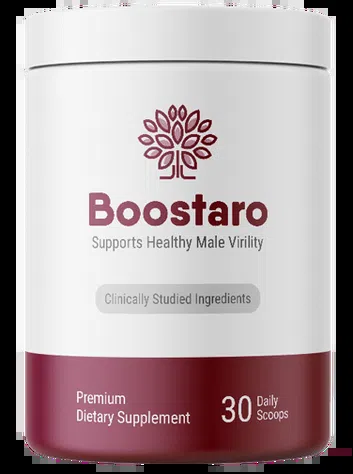 Boostaro
Supports Healthy Male Virility
Clinically Studied Ingredients
Premium
Dietary Supplement
30 Daily
Scoops